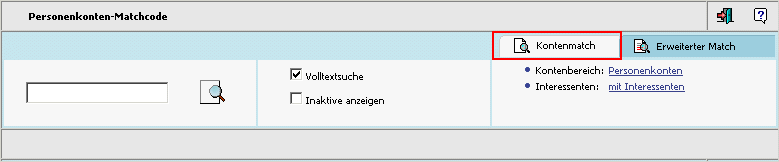 Personenkonten-Matchcode
Kontenmatch
Erweiterter Match
Volltextsuche
Inaktive anzeigen
• Kontenbereich: Personenkonten
• Interessenten: mit Interessenten